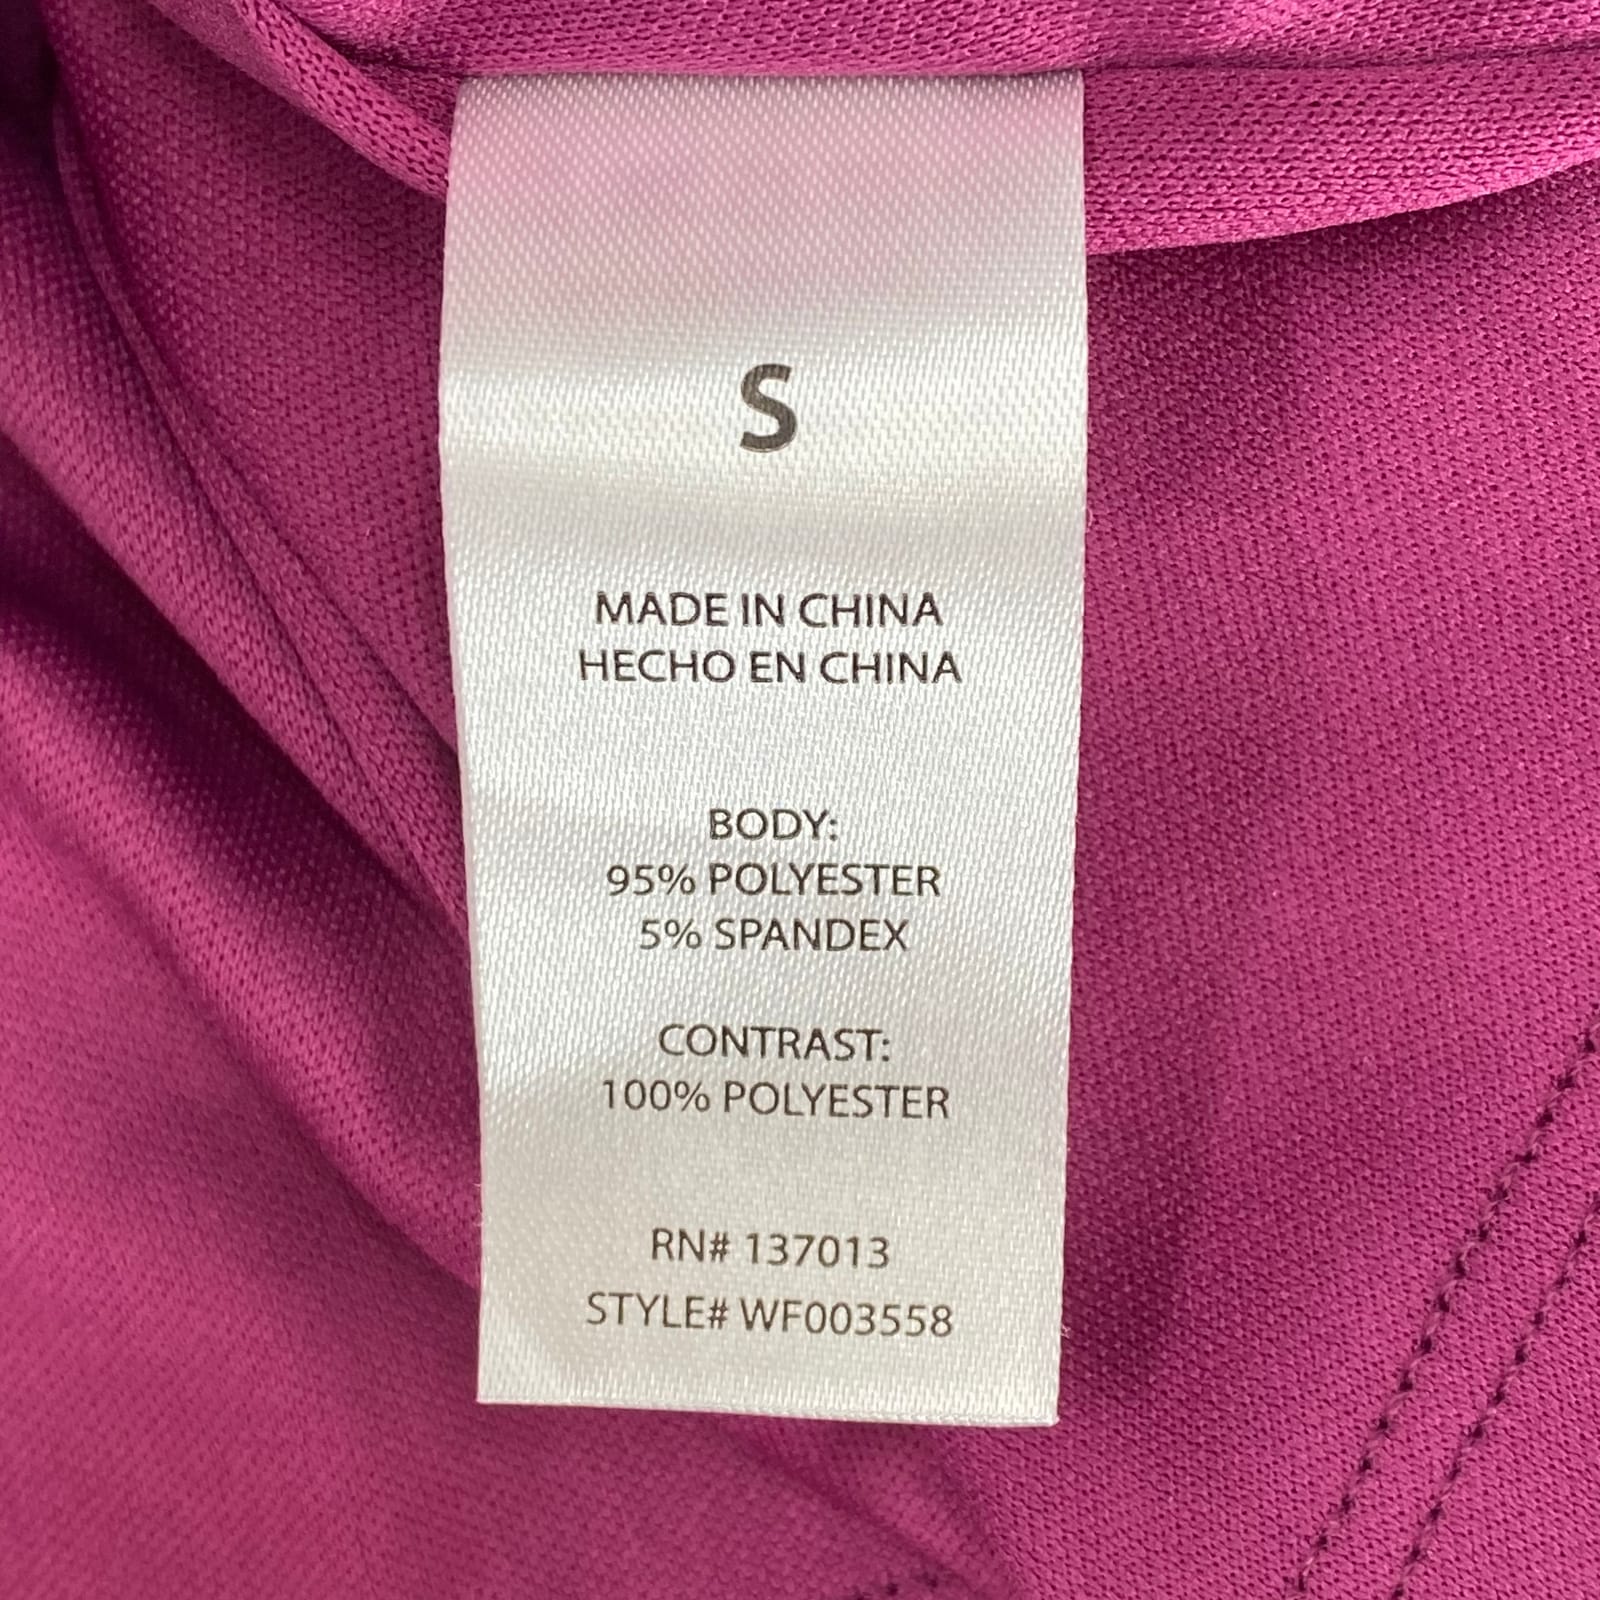 S
MADE IN CHINA
HECHO EN CHINA
BODY:
95% POLYESTER
5% SPANDEX
CONTRAST:
100% POLYESTER
RN# 137013
STYLE# WF003558